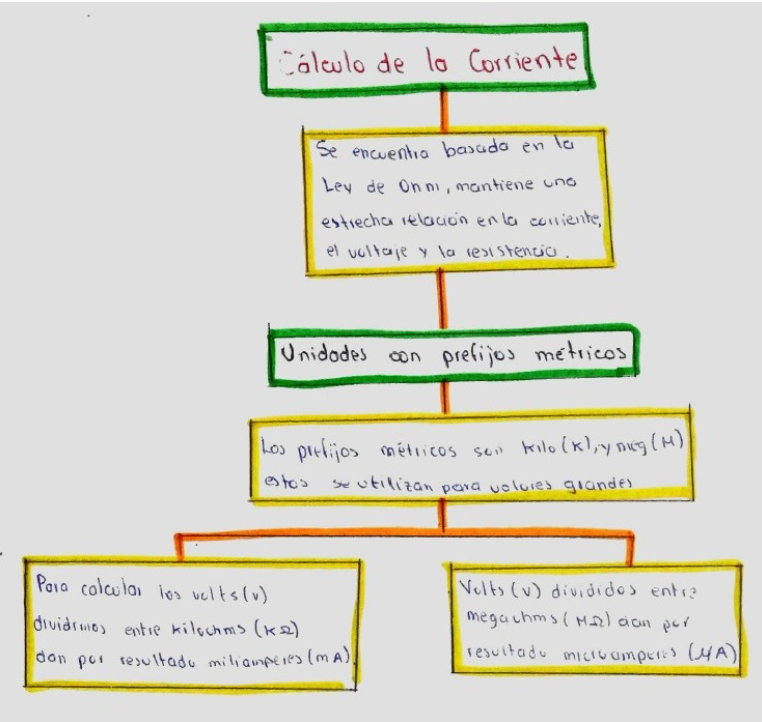 Cálculo de la Corriente
Se encuentra basada en la
Ley de Ohm, mantiene una
estrecha relación en la corriente,
el voltaje y la resistencia.
Unidades con prefijos métricos
Los prefijos métricos son kilo (K), y meg (M)
estos se utilizan para valores grandes
Para calcular los volts (v)
dividimos entre kilohms (KΩ)
dan por resultado miliamperes (mA)
Volts (v) divididos entre
megaohms (MΩ) dan por
resultado microamperes (μA)